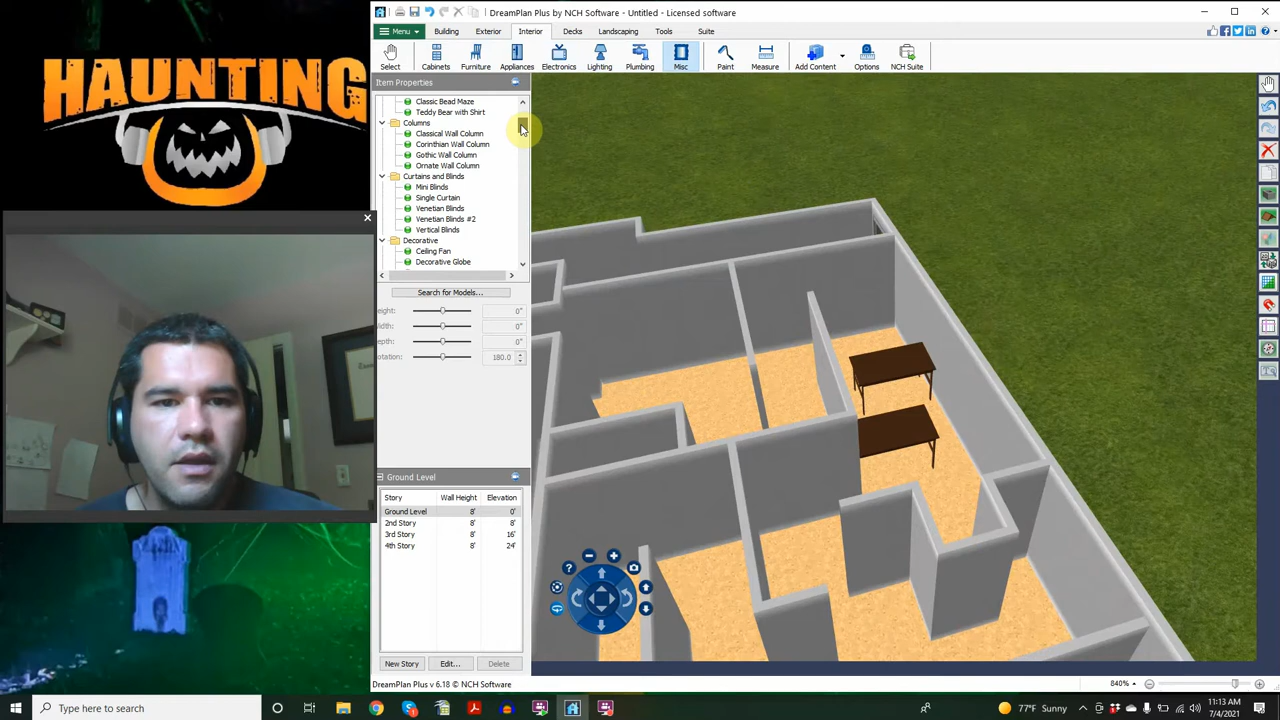 HAUNTING
DreamPlan Plus by NCH Software - Untitled - Licensed software
Menu
Building
Exterior
Interior
Decks
Landscaping
Tools
Suite
Select
Cabinets
Furniture
Appliances
Electronics
Lighting
Plumbing
Misc
Paint
Measure
Add Content
Options
NCH Suite
Item Properties
Classic Bead Maze
Teddy Bear with Shirt
Columns
Classical Wall Column
Corinthian Wall Column
Gothic Wall Column
Ornate Wall Column
Curtains and Blinds
Mini Blinds
Single Curtain
Venetian Blinds
Venetian Blinds #2
Vertical Blinds
Decorative
Ceiling Fan
Decorative Globe
Search for Models...
eight: 0"
idth: 0"
epth: 0"
otation: 180.0
Ground Level
Story Wall Height Elevation
Ground Level 8' 0'
2nd Story 8' 8'
3rd Story 8' 16'
4th Story 8' 24'
New Story
Edit...
Delete
DreamPlan Plus v 6.18 © NCH Software
840%
Type here to search
77°F Sunny
11:13 AM
7/4/2021